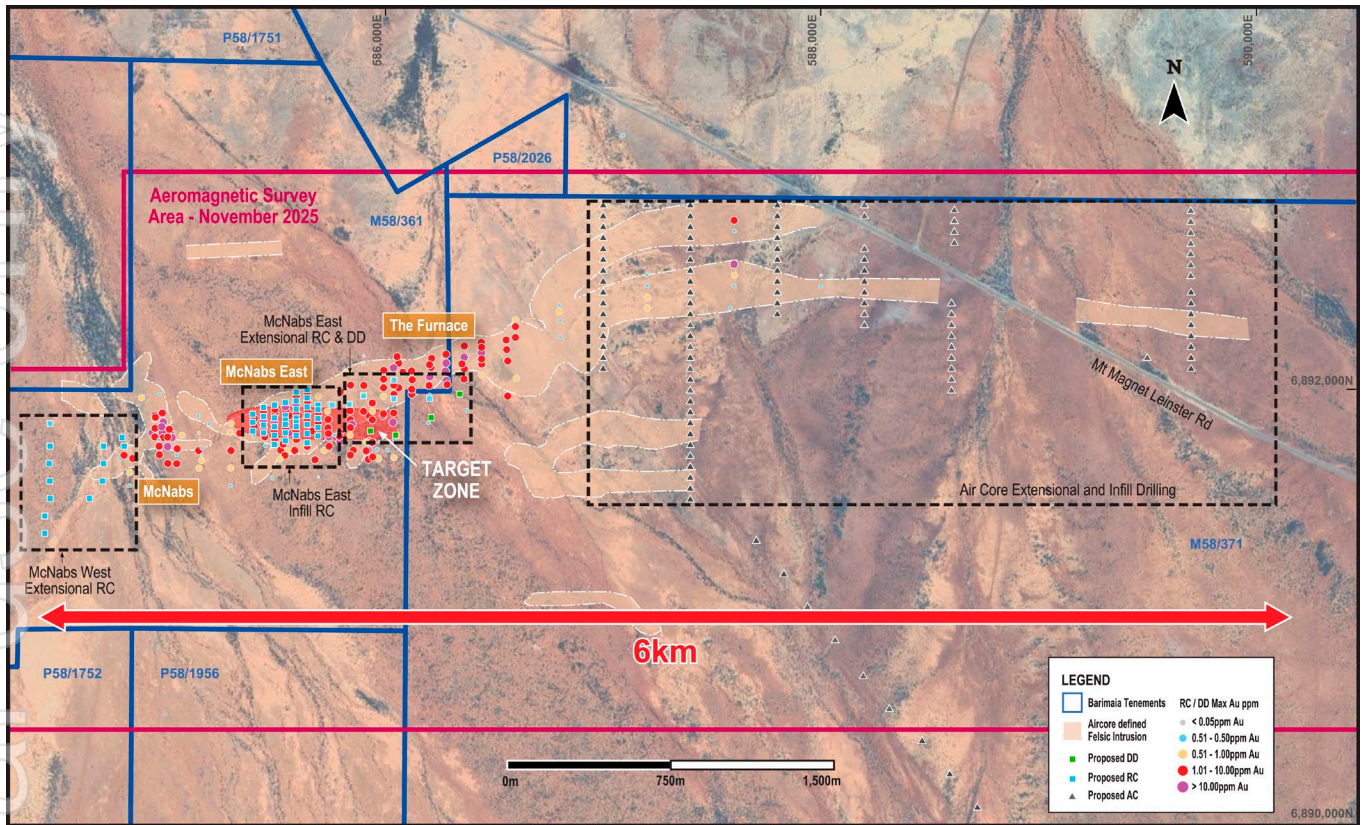 P58/1751
586,000E
588,000E
590,000E
N
P58/2026
Aeromagnetic Survey
Area - November 2025
M58/361
McNabs East
Extensional RC & DD
The Furnace
McNabs East
Mt Magnet Leinster Rd
6,892,000N
TARGET
ZONE
McNabs
McNabs East
Infill RC
Air Core Extensional and Infill Drilling
M58/371
McNabs West
Extensional RC
6km
P58/1752
P58/1956
LEGEND
Barimaia Tenements
Aircore defined
Felsic Intrusion
Proposed DD
Proposed RC
Proposed AC
RC / DD Max Au ppm
< 0.05ppm Au
0.51 - 0.50ppm Au
0.51 - 1.00ppm Au
1.01 - 10.00ppm Au
> 10.00ppm Au
0m
750m
1,500m
6,890,000N